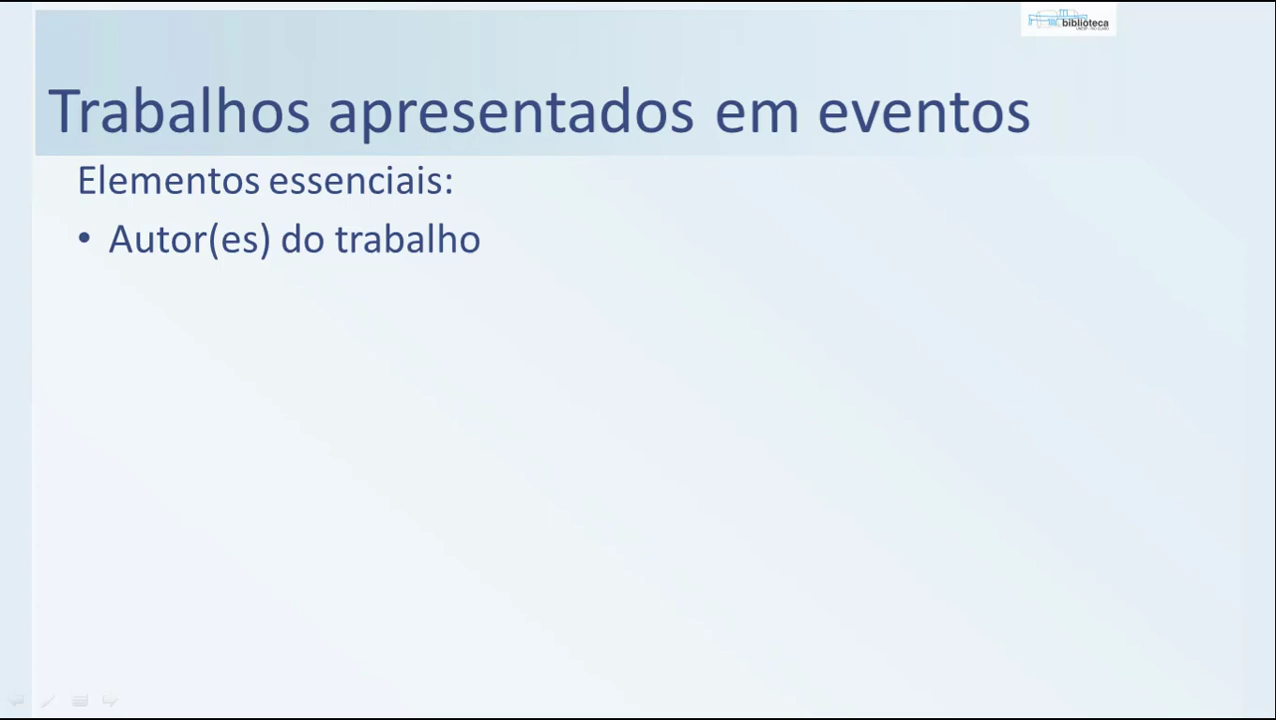 biblioteca
Trabalhos apresentados em eventos
Elementos essenciais:
• Autor(es) do trabalho